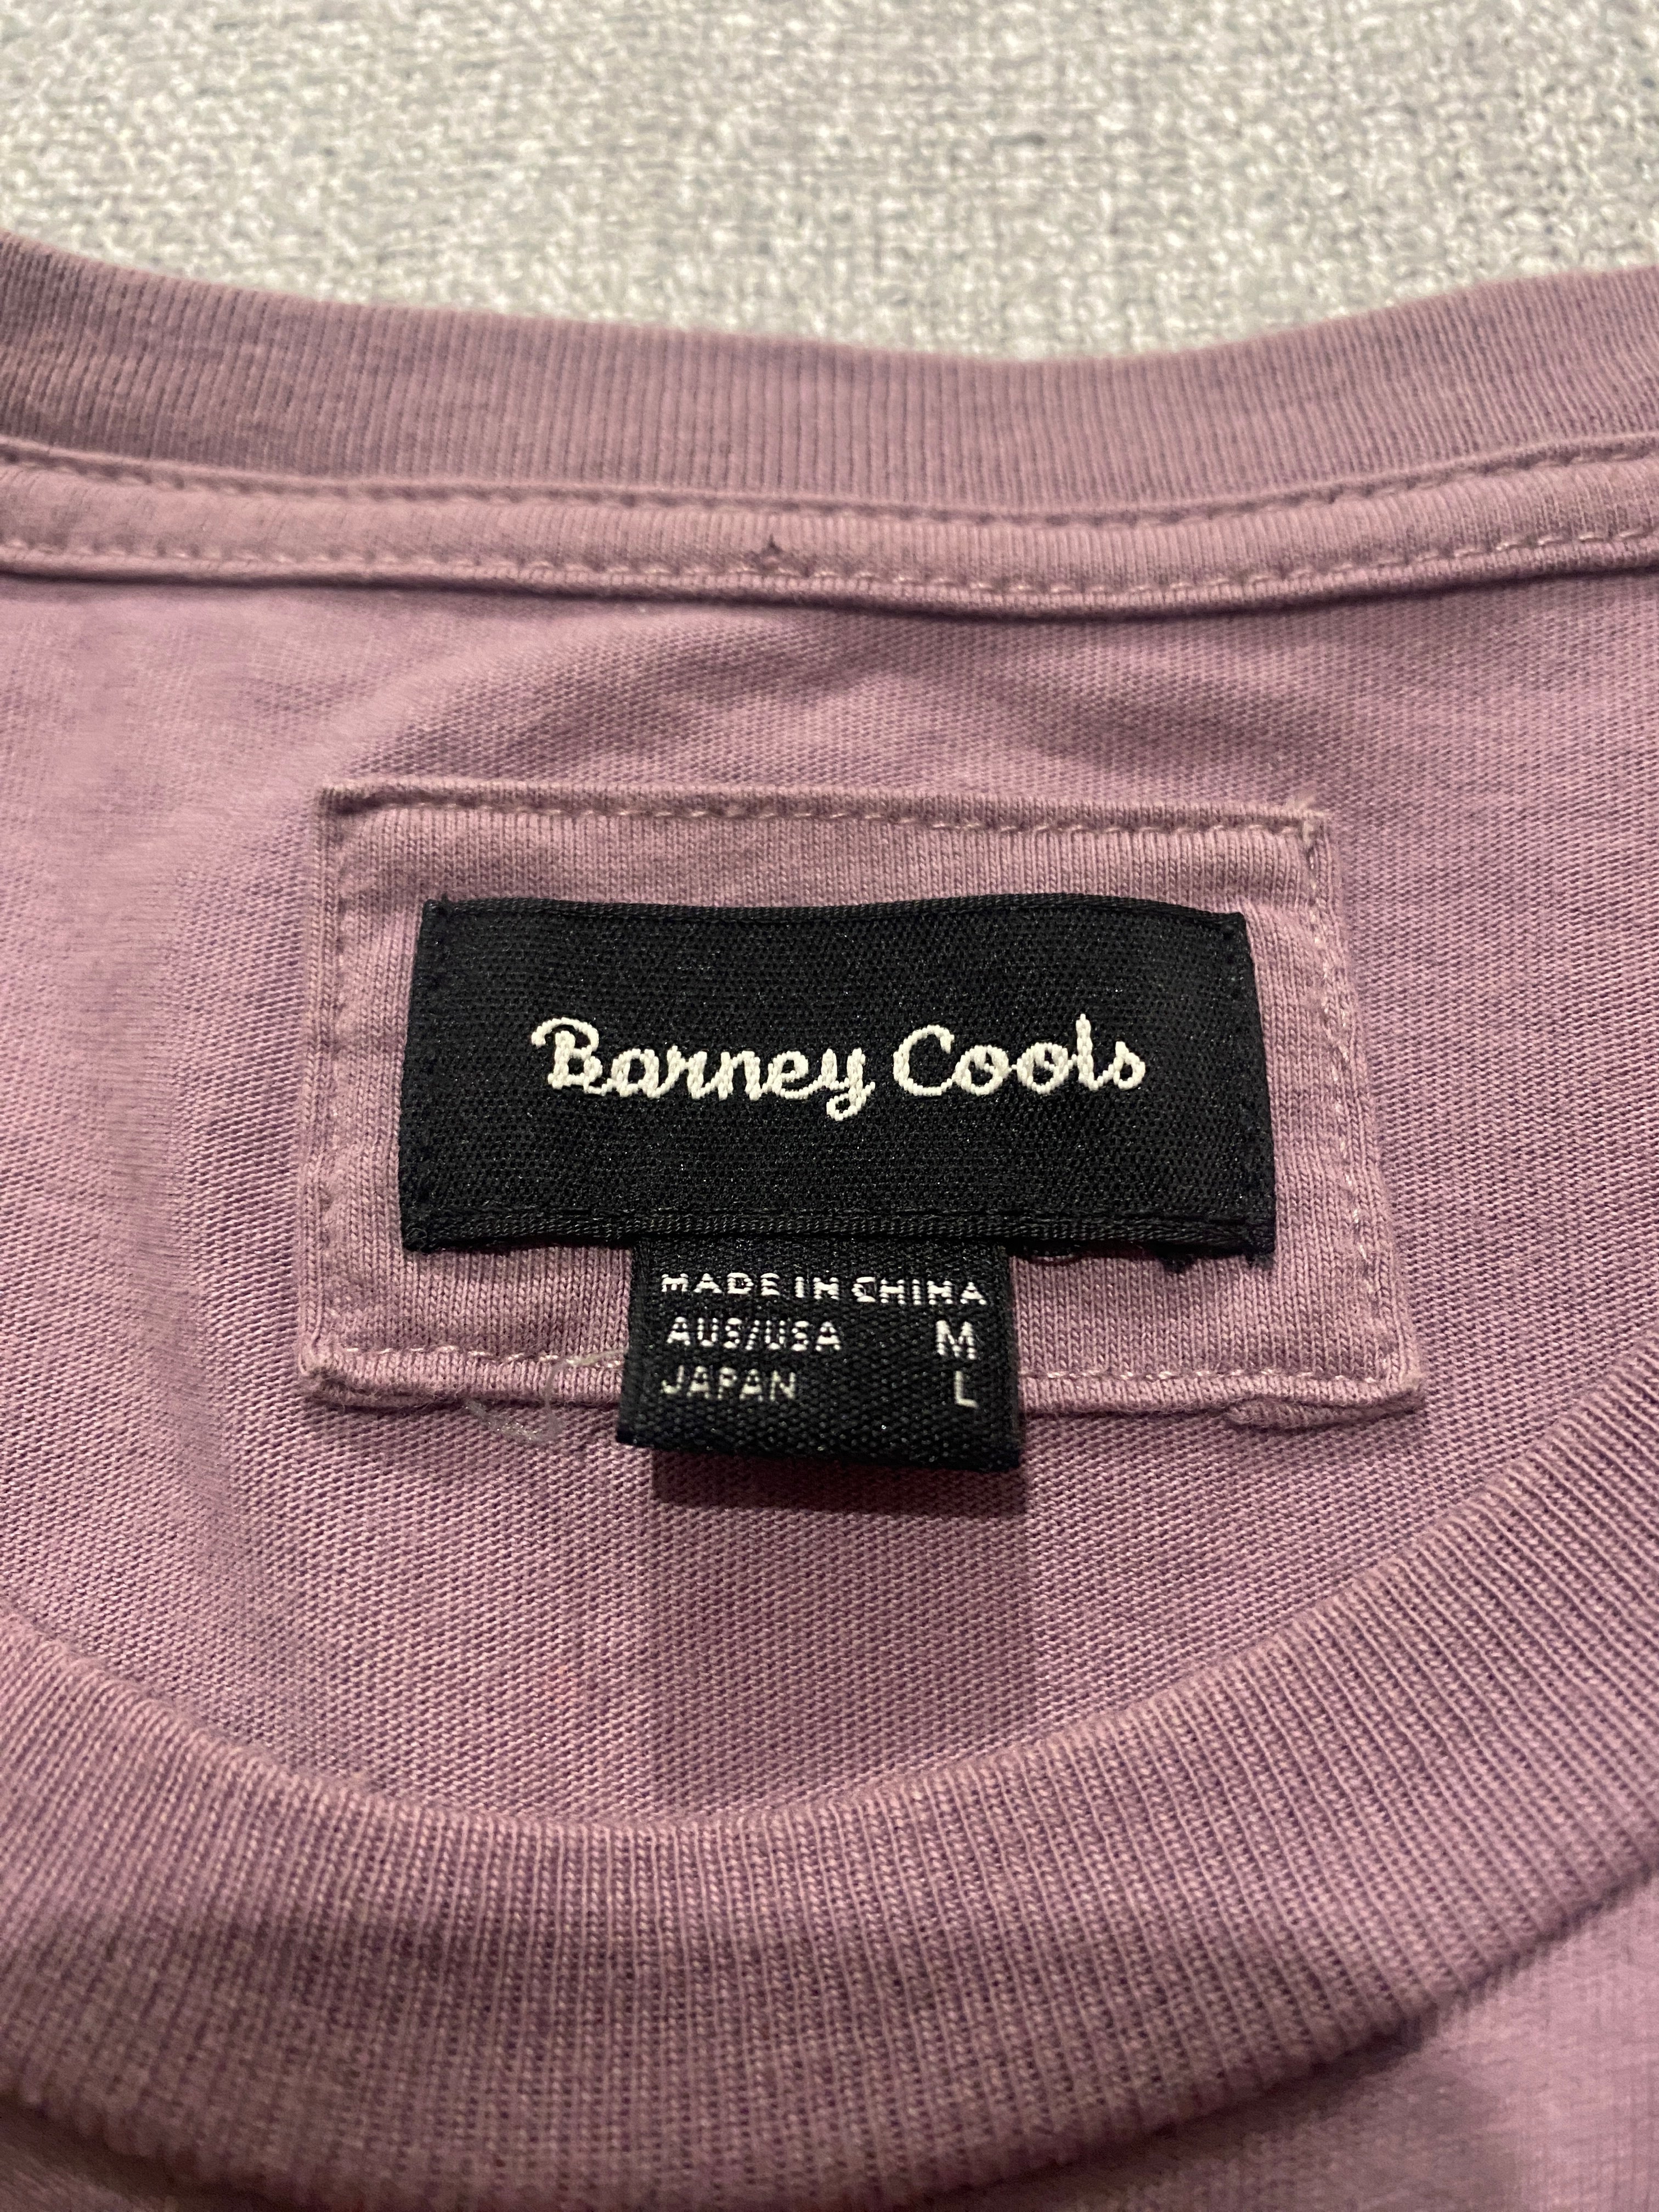 Barney Cools
MADE IN CHINA
AUS/USA M
JAPAN L